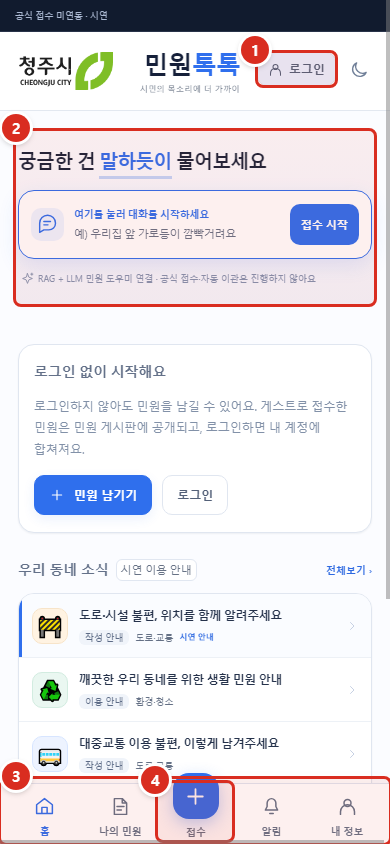 공식 접수 미연동 · 시연
청주시
CHEONGJU CITY
민원톡톡
시민의 목소리에 더 가까이
1
로그인
2
궁금한 건 말하듯이 물어보세요
여기를 눌러 대화를 시작하세요
예) 우리집 앞 가로등이 깜빡거려요
접수 시작
RAG + LLM 민원 도우미 연결 · 공식 접수·자동 이관은 진행하지 않아요
로그인 없이 시작해요
로그인하지 않아도 민원을 남길 수 있어요. 게스트로 접수한
민원은 민원 게시판에 공개되고, 로그인하면 내 계정에
합쳐져요.
+ 민원 남기기
로그인
우리 동네 소식
시연 이용 안내
전체보기 ›
도로·시설 불편, 위치를 함께 알려주세요
작성 안내 도로·교통 시연 안내
깨끗한 우리 동네를 위한 생활 민원 안내
이용 안내 환경·청소
대중교통 이용 불편, 이렇게 남겨주세요
작성 안내
3
4
홈
나의 민원
접수
알림
내 정보